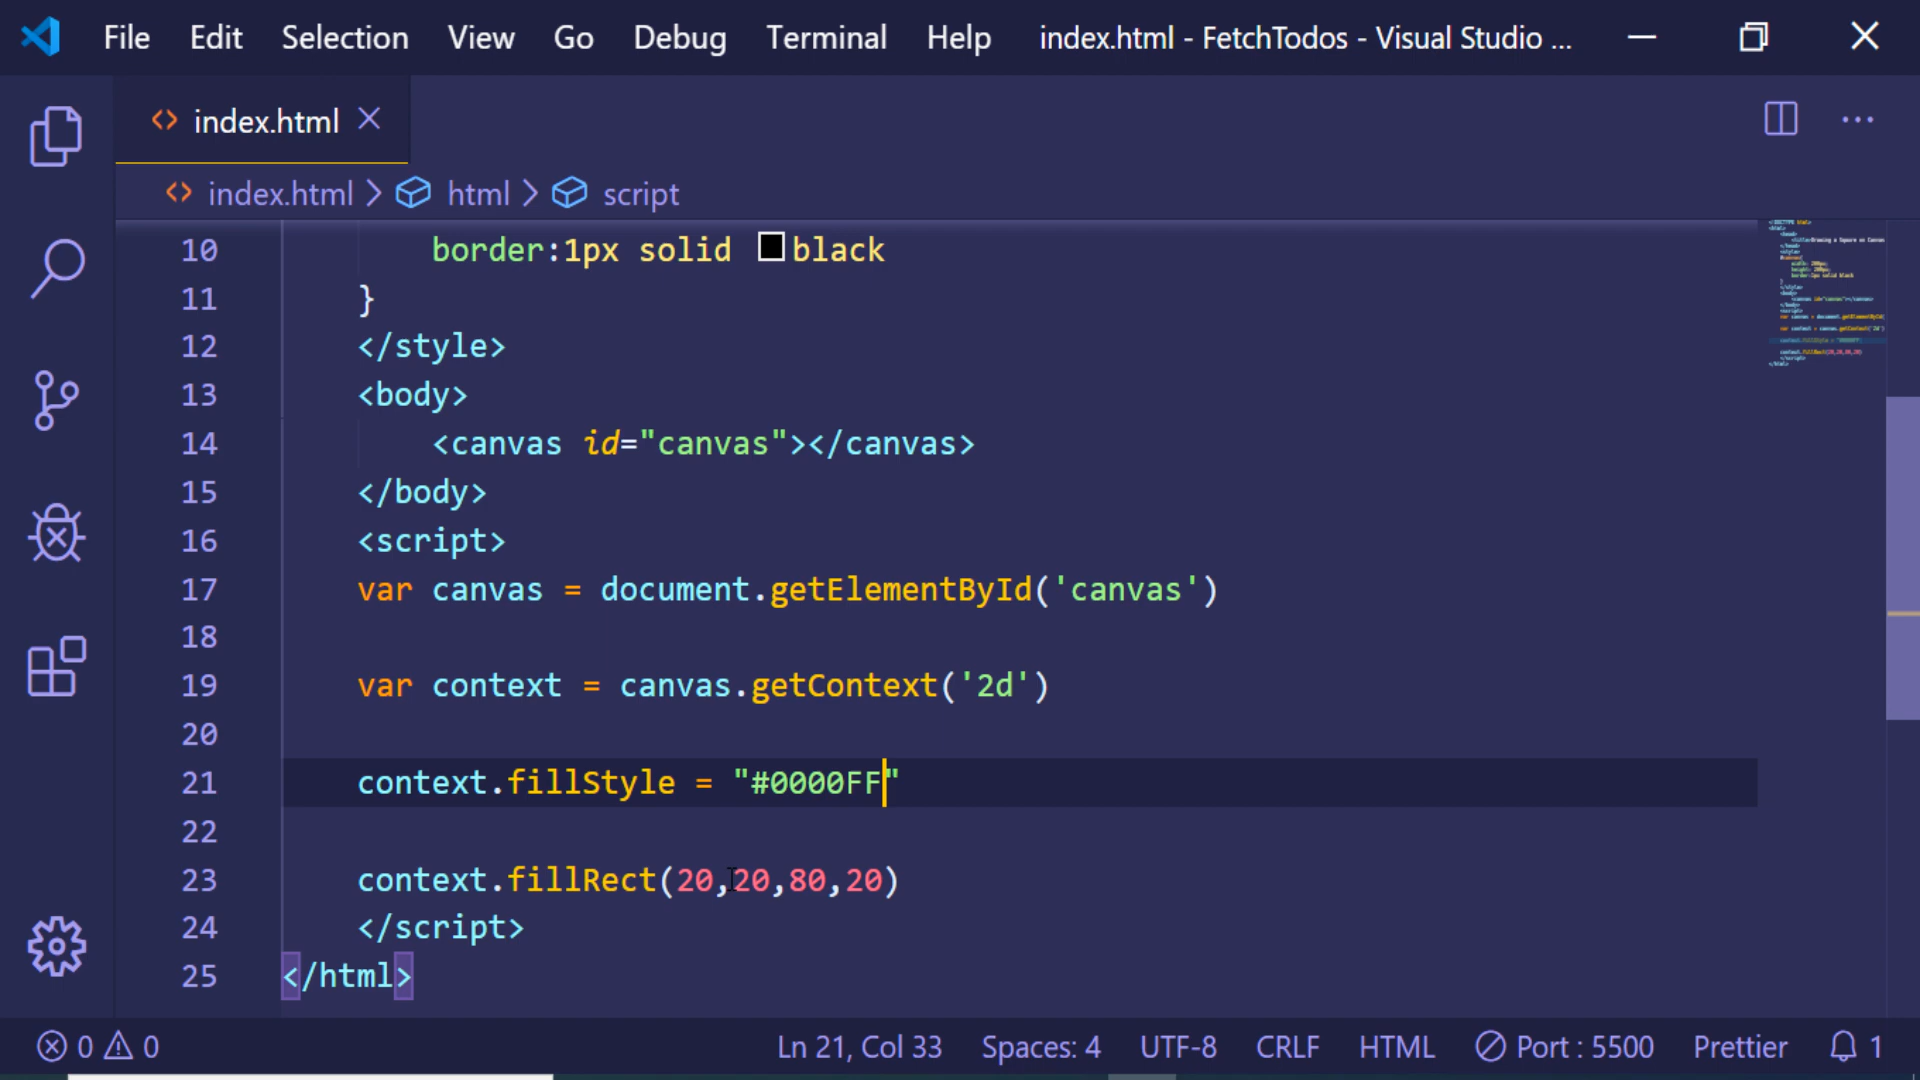 File Edit Selection View Go Debug Terminal Help index.html - FetchTodos - Visual Studio ...
index.html
index.html > html > script
10 border:1px solid black
11 }
12 </style>
13 <body>
14 <canvas id="canvas"></canvas>
15 </body>
16 <script>
17 var canvas = document.getElementById('canvas')
18
19 var context = canvas.getContext('2d')
20
21 context.fillStyle = "#0000FF"
22
23 context.fillRect(20,20,80,20)
24 </script>
25 </html>
0 0 Ln 21, Col 33 Spaces: 4 UTF-8 CRLF HTML Port : 5500 Prettier 1